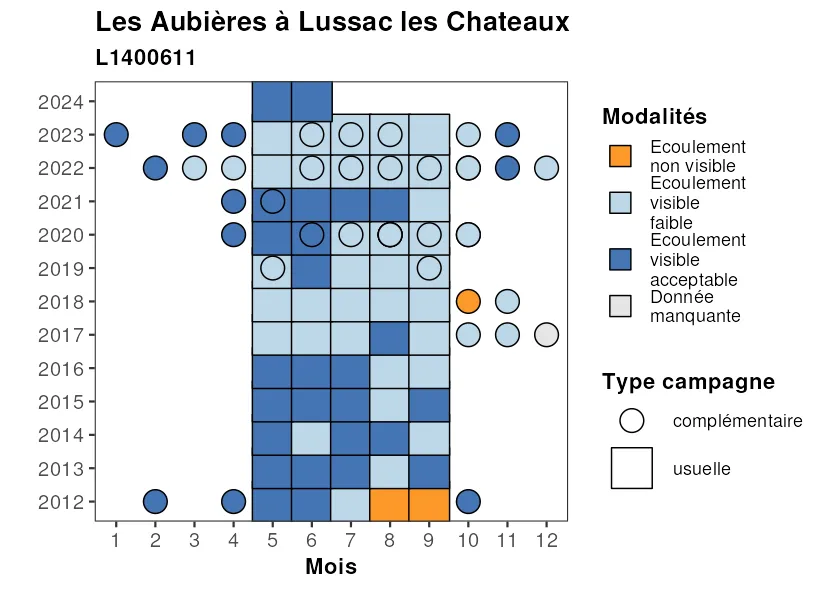 Les Aubières à Lussac les Chateaux
L1400611
2024
2023
2022
2021
2020
2019
2018
2017
2016
2015
2014
2013
2012
1 2 3 4 5 6 7 8 9 10 11 12
Mois
Modalités
Ecoulement
non visible
Ecoulement
visible
faible
Ecoulement
visible
acceptable
Donnée
manquante
Type campagne
complémentaire
usuelle